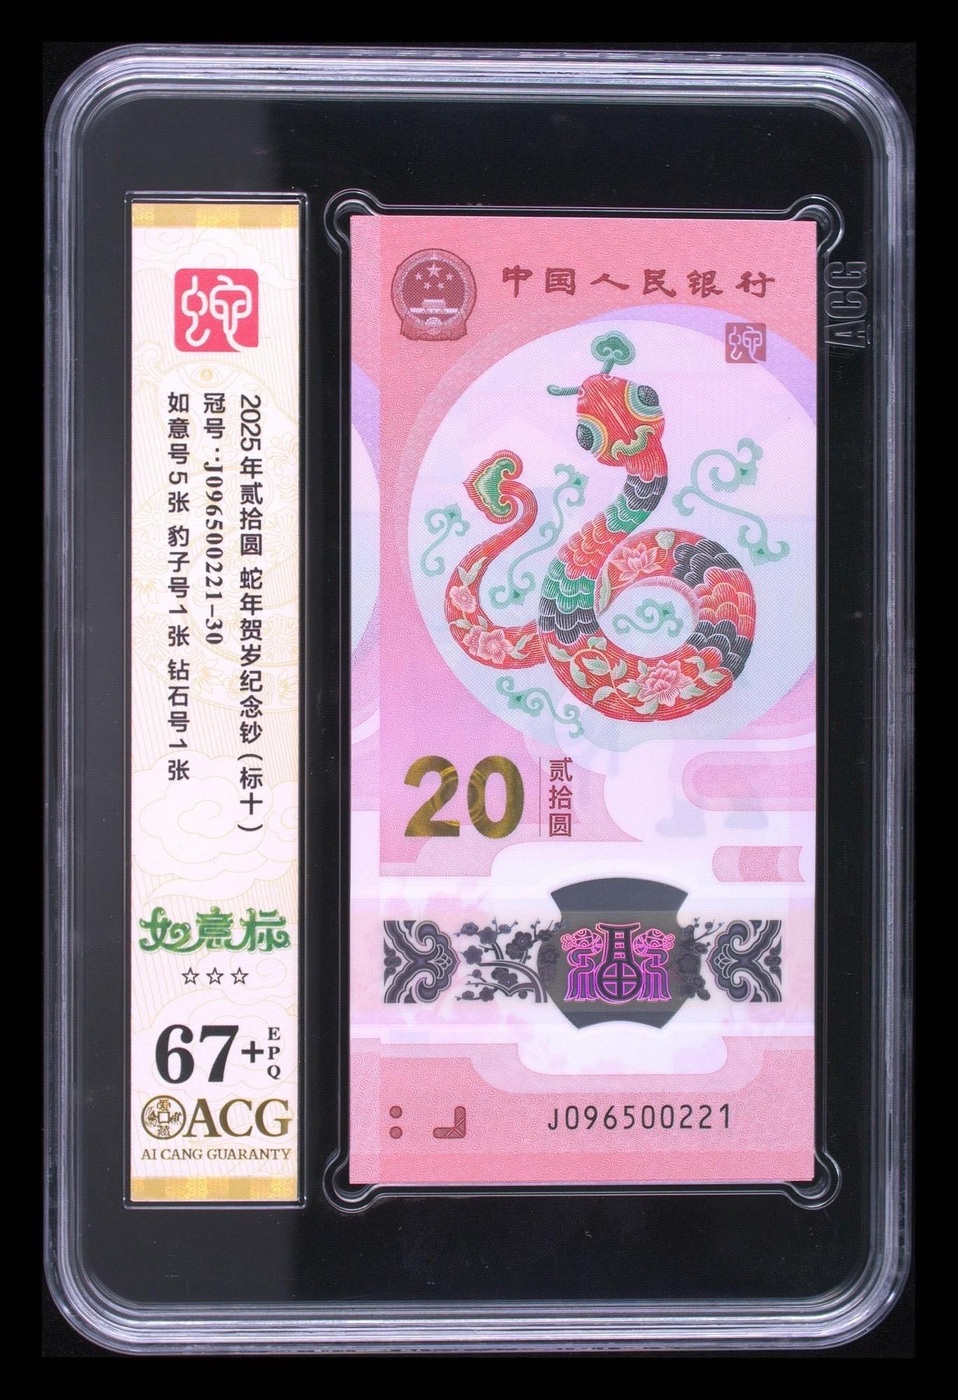 蛇
2025年贰拾圆 蛇年贺岁纪念钞（标十）
冠号：J096500221-30
如意号5张 豹子号1张 钻石号1张
如意标
☆☆☆
67+EPQ
ACG
AI CANG GUARANTY
ACG
中国人民银行
蛇
20
贰拾圆
福
J096500221